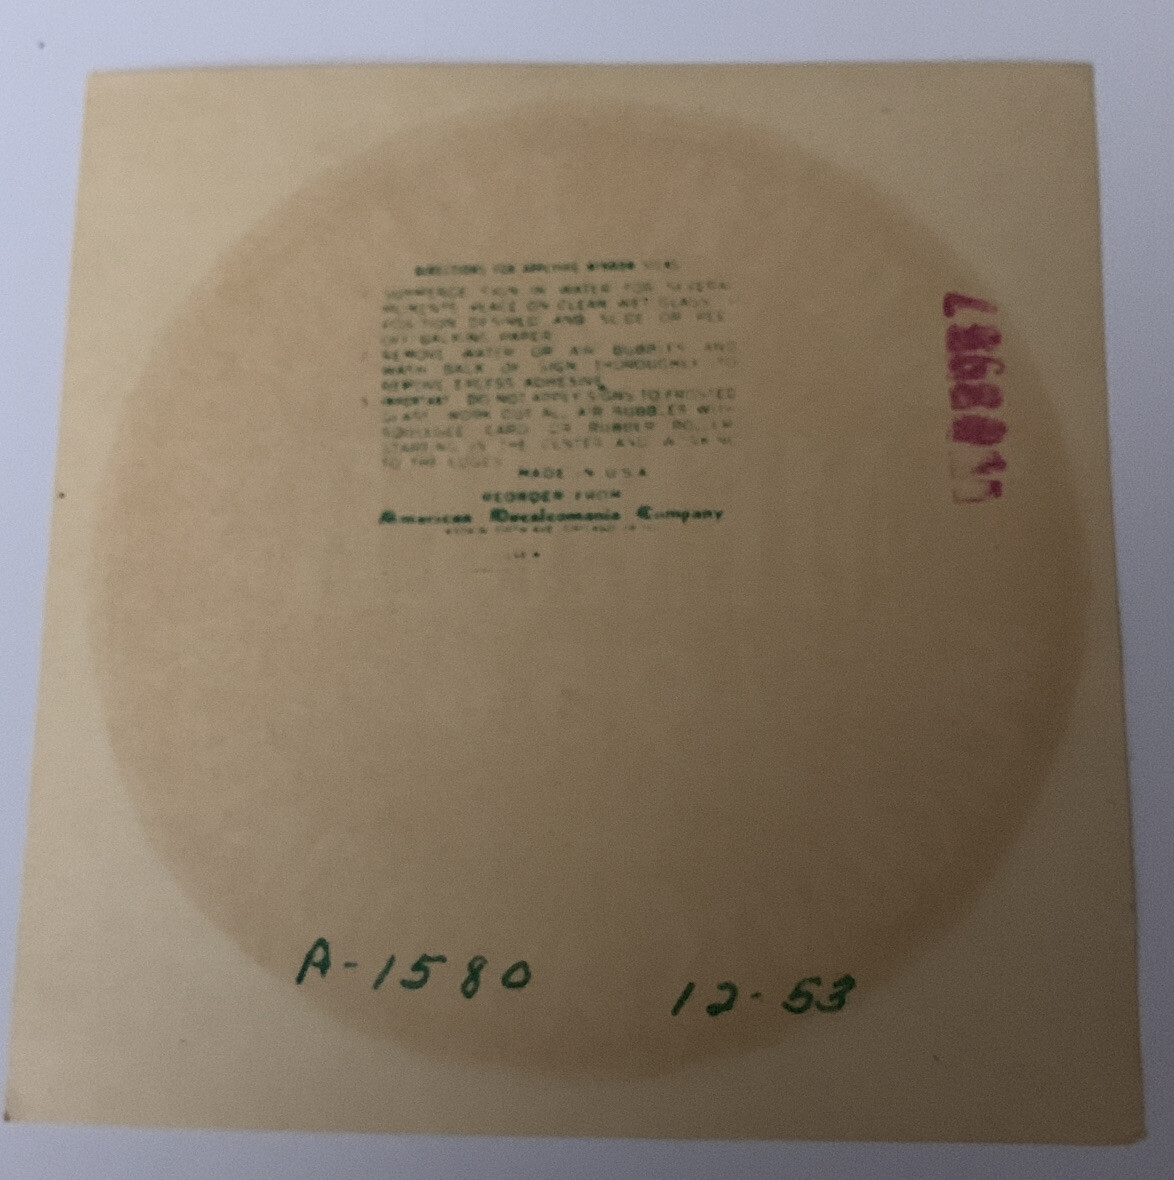 DIRECTIONS FOR APPLYING WINDOW SIGNS
SUBMERGE SIGN IN WATER FOR SEVERAL
MOMENTS PLACE ON CLEAN WET GLASS
POSITION DESIRED AND SLIDE OR PEEL
OFF BACKING PAPER
2 REMOVE WATER OR AIR BUBBLES AND
WASH BACK OF SIGN THOROUGHLY TO
REMOVE EXCESS ADHESIVE
3 IMPORTANT DO NOT APPLY SIGNS TO FROSTED
GLASS WORK OUT ALL AIR BUBBLES WITH
SQUEEGEE CARD OR RUBBER ROLLER
STARTING IN THE CENTER AND WORKING
TO THE EDGES
MADE IN U.S.A
REORDER FROM
American Decalcomania Company
A-1580
12-53